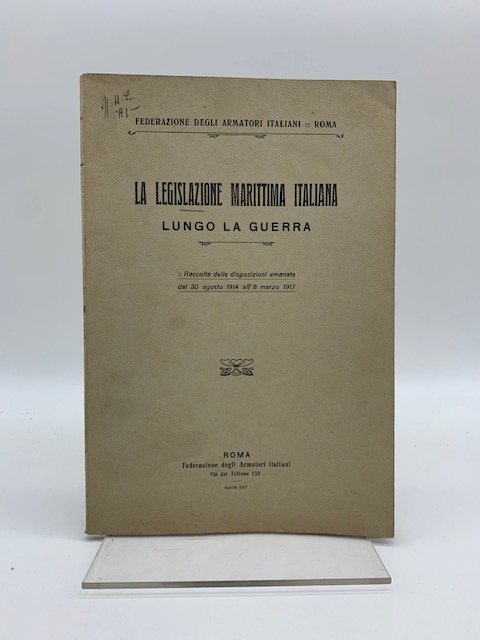 FEDERAZIONE DEGLI ARMATORI ITALIANI :: ROMA
LA LEGISLAZIONE MARITTIMA ITALIANA
LUNGO LA GUERRA
:: Raccolta delle disposizioni emanate
dal 30 agosto 1914 all'8 marzo 1917
ROMA
Federazione degli Armatori Italiani
Via del Tritone 132
Aprile 1917